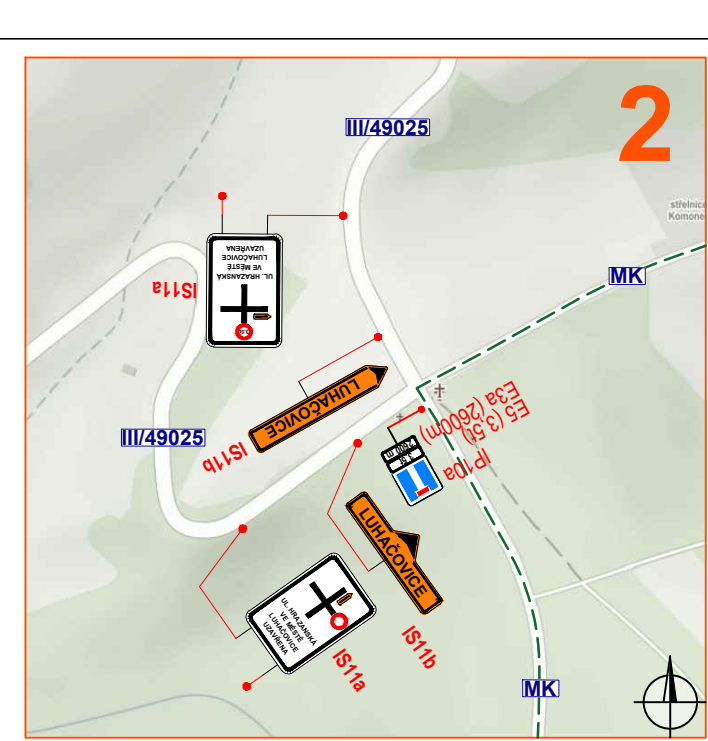 2
III/49025
střelnice
Komonec
MK
UL. HRAZANSKÁ
VE MĚSTĚ
LUHAČOVICE
UZAVŘENA
IS11a
LUHAČOVICE
IS11b
III/49025
E5 (3,5t)
E3a (2600m)
IP10a
2600 m
LUHAČOVICE
IS11b
UL. HRAZANSKÁ
VE MĚSTĚ
LUHAČOVICE
UZAVŘENA
IS11a
MK